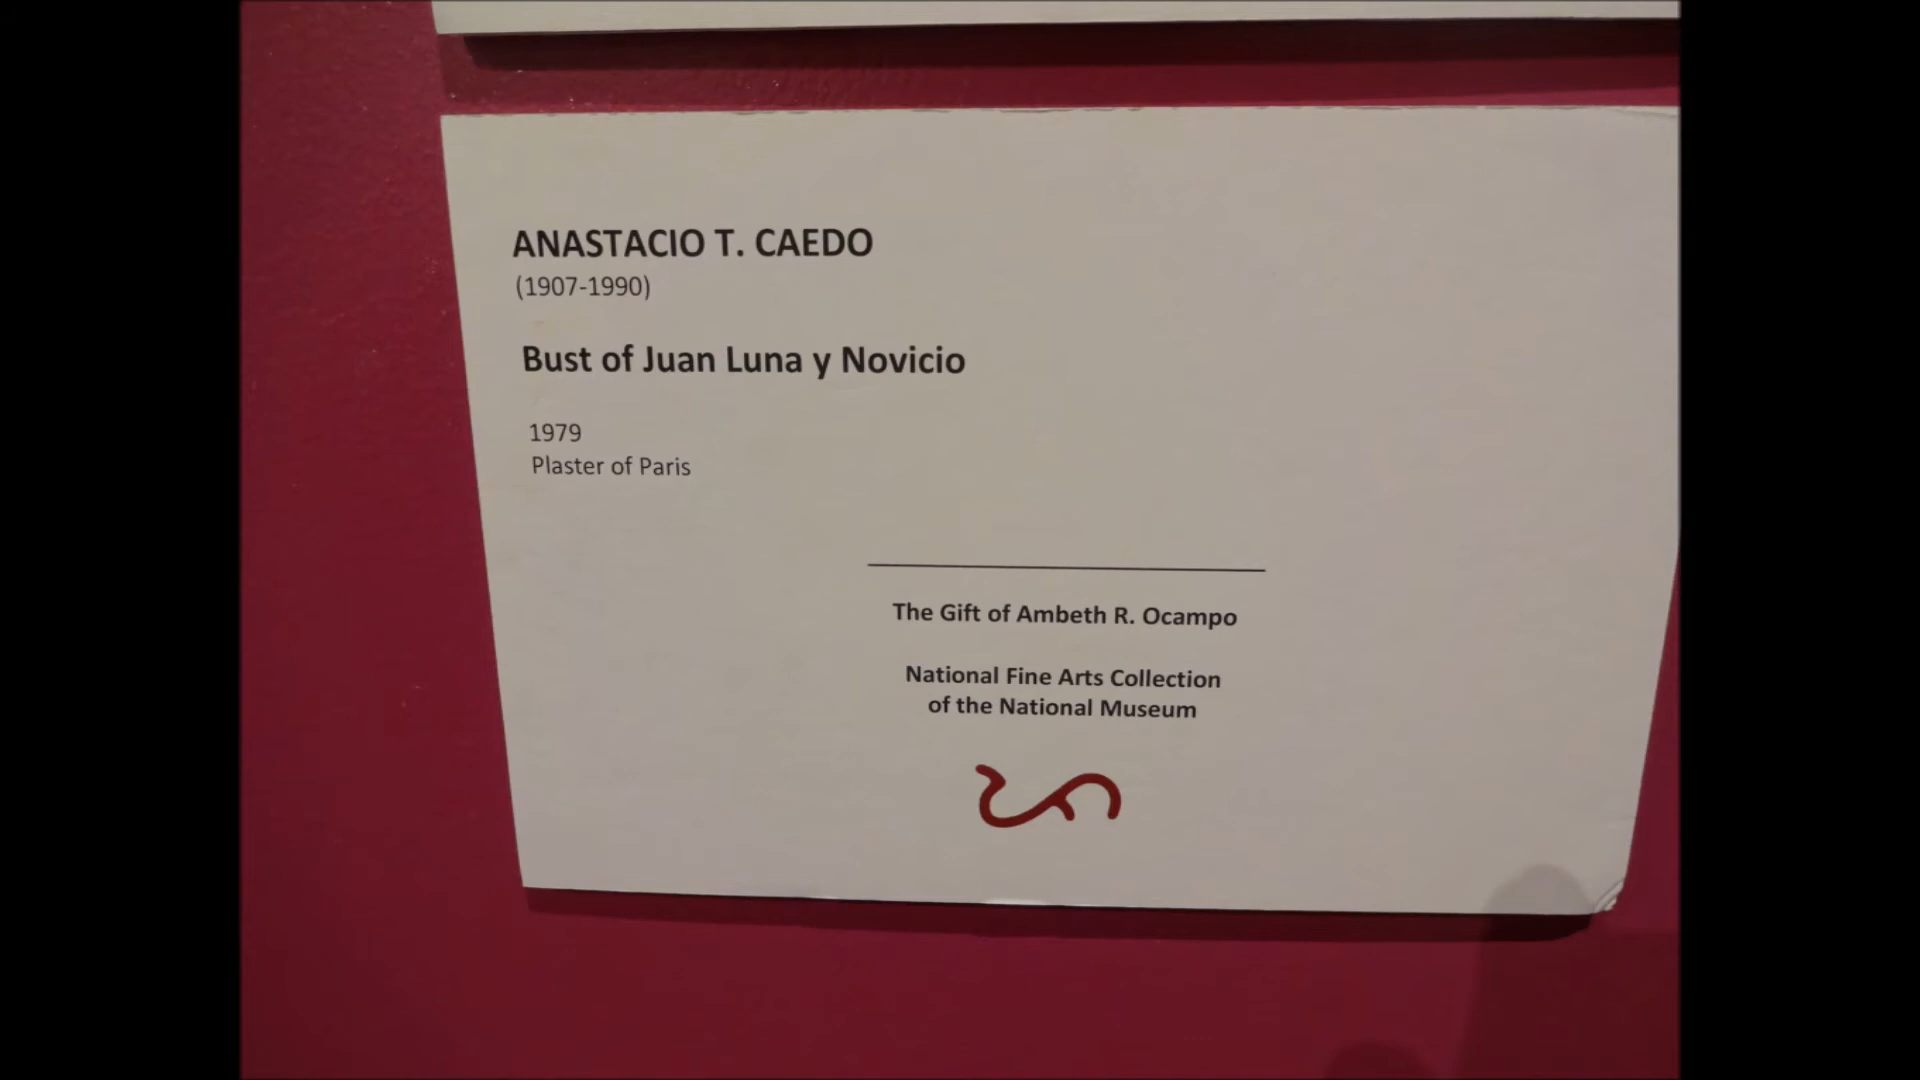 ANASTACIO T. CAEDO
(1907-1990)
Bust of Juan Luna y Novicio
1979
Plaster of Paris
The Gift of Ambeth R. Ocampo
National Fine Arts Collection
of the National Museum